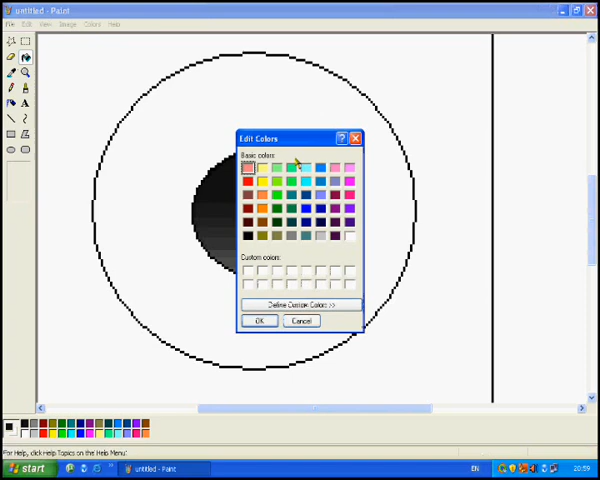 untitled - Paint
File Edit View Image Colors Help
Edit Colors
Basic colors:
Custom colors:
Define Custom Colors >>
OK Cancel
For Help, click Help Topics on the Help Menu.
start
untitled - Paint
EN
20:59